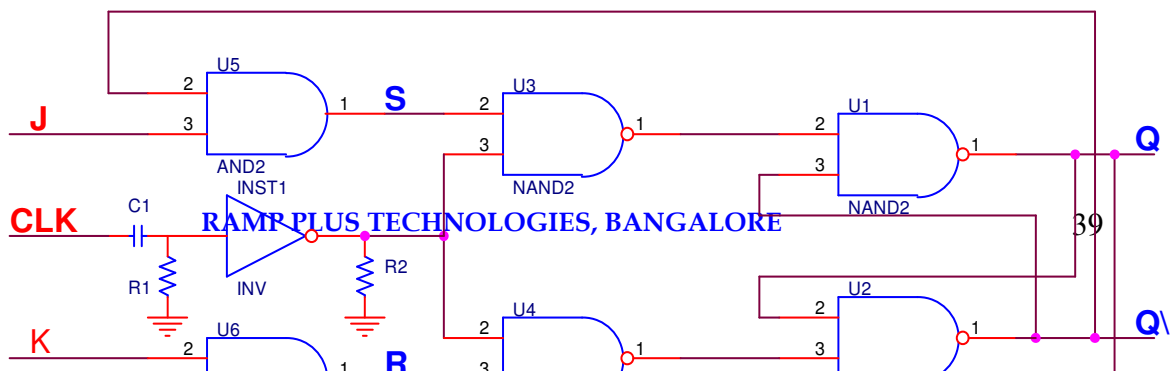 U5
2
1
S
3
J
AND2
U3
2
1
3
NAND2
U1
2
1
Q
3
NAND2
INST1
C1
CLK
RAMP PLUS TECHNOLOGIES, BANGALORE
39
R1
INV
R2
U6
K
2
1
R
U4
2
1
3
U2
2
1
Q\
3